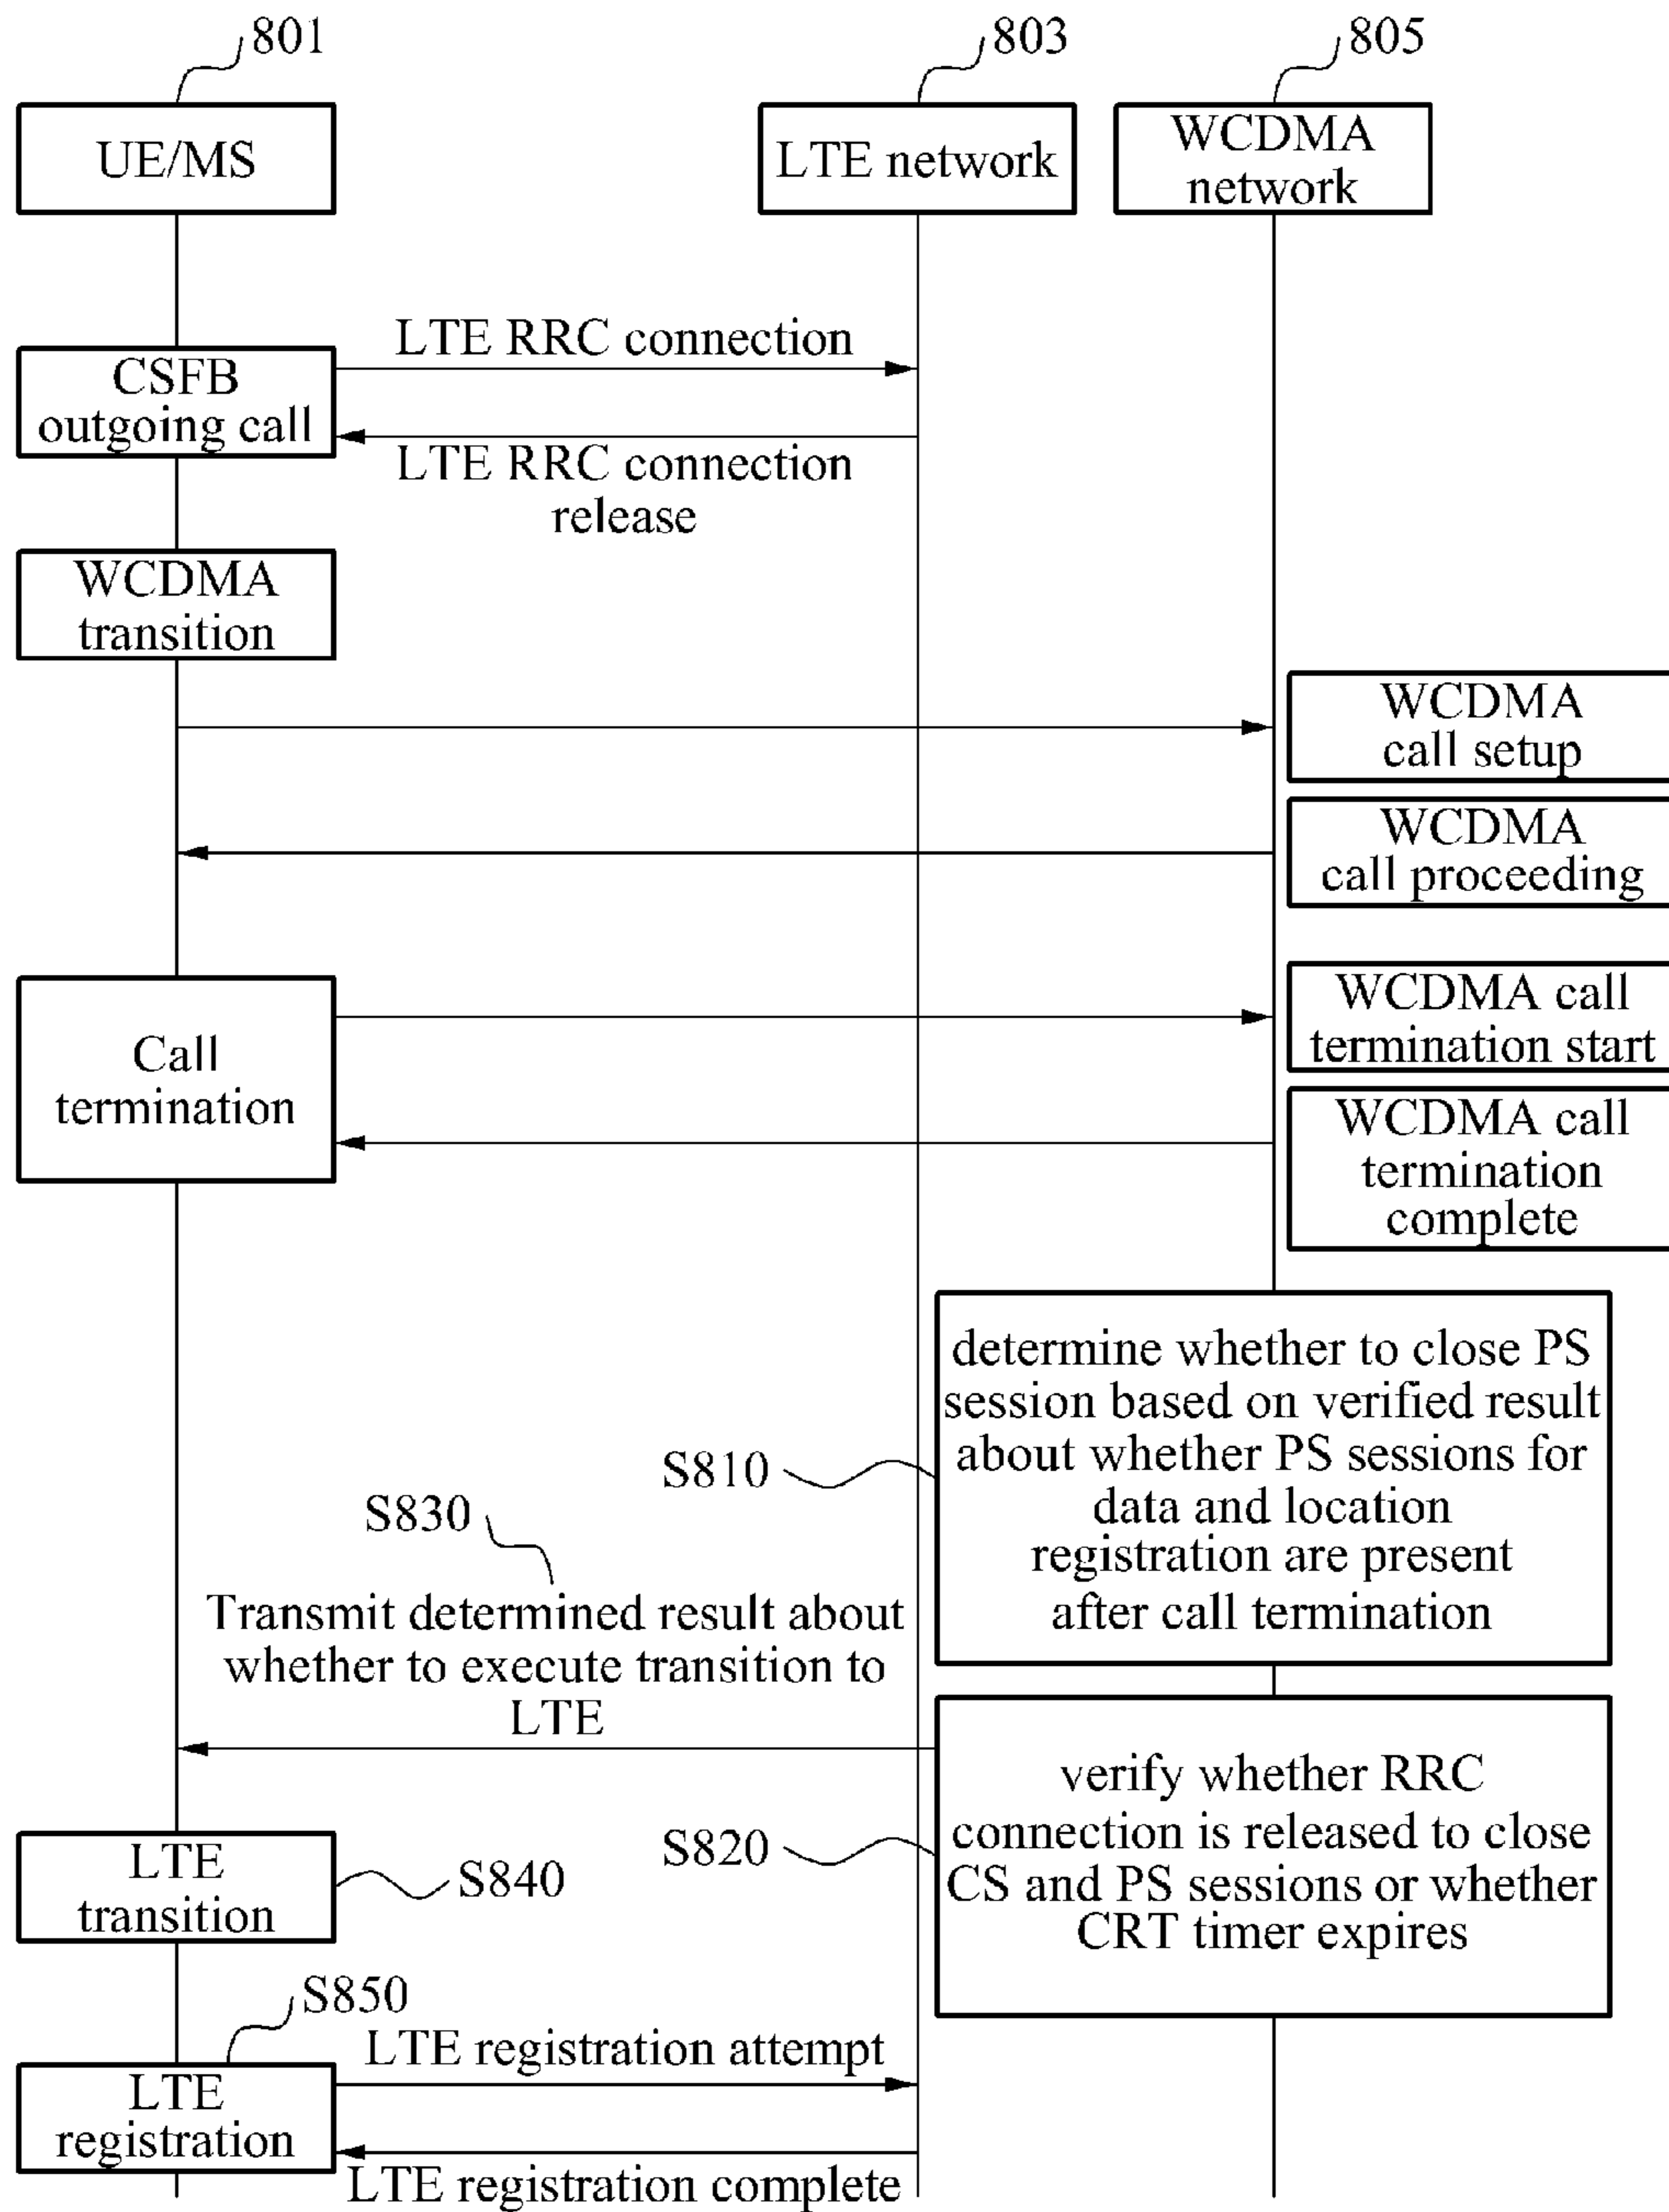 801
803
805
UE/MS
LTE network
WCDMA
network
LTE RRC connection
CSFB
outgoing call
LTE RRC connection
release
WCDMA
transition
WCDMA
call setup
WCDMA
call proceeding
Call
termination
WCDMA call
termination start
WCDMA call
termination
complete
S810
determine whether to close PS
session based on verified result
about whether PS sessions for
data and location
registration are present
after call termination
S830
Transmit determined result about
whether to execute transition to
LTE
S820
verify whether RRC
connection is released to close
CS and PS sessions or whether
CRT timer expires
LTE
transition
S840
S850
LTE registration attempt
LTE
registration
LTE registration complete